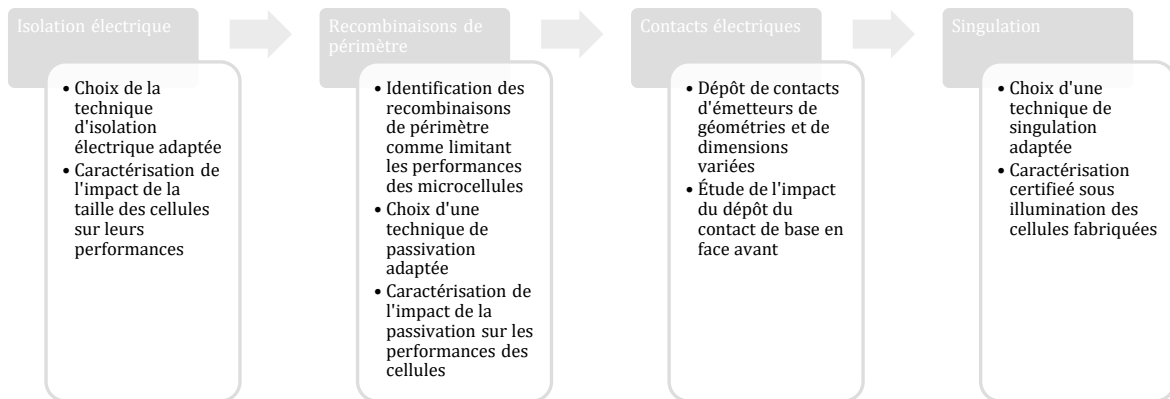 Isolation électrique
• Choix de la
technique
d'isolation
électrique adaptée
• Caractérisation de
l'impact de la
taille des cellules
sur leurs
performances
Recombinaisons de
périmètre
• Identification des
recombinaisons
de périmètre
comme limitant
les performances
des microcellules
• Choix d'une
technique de
passivation
adaptée
• Caractérisation de
l'impact de la
passivation sur les
performances des
cellules
Contacts électriques
• Dépôt de contacts
d'émetteurs de
géométries et de
dimensions
variées
• Étude de l'impact
du dépôt du
contact de base en
face avant
Singulation
• Choix d'une
technique de
singulation
adaptée
• Caractérisation
certifieé sous
illumination des
cellules fabriquées